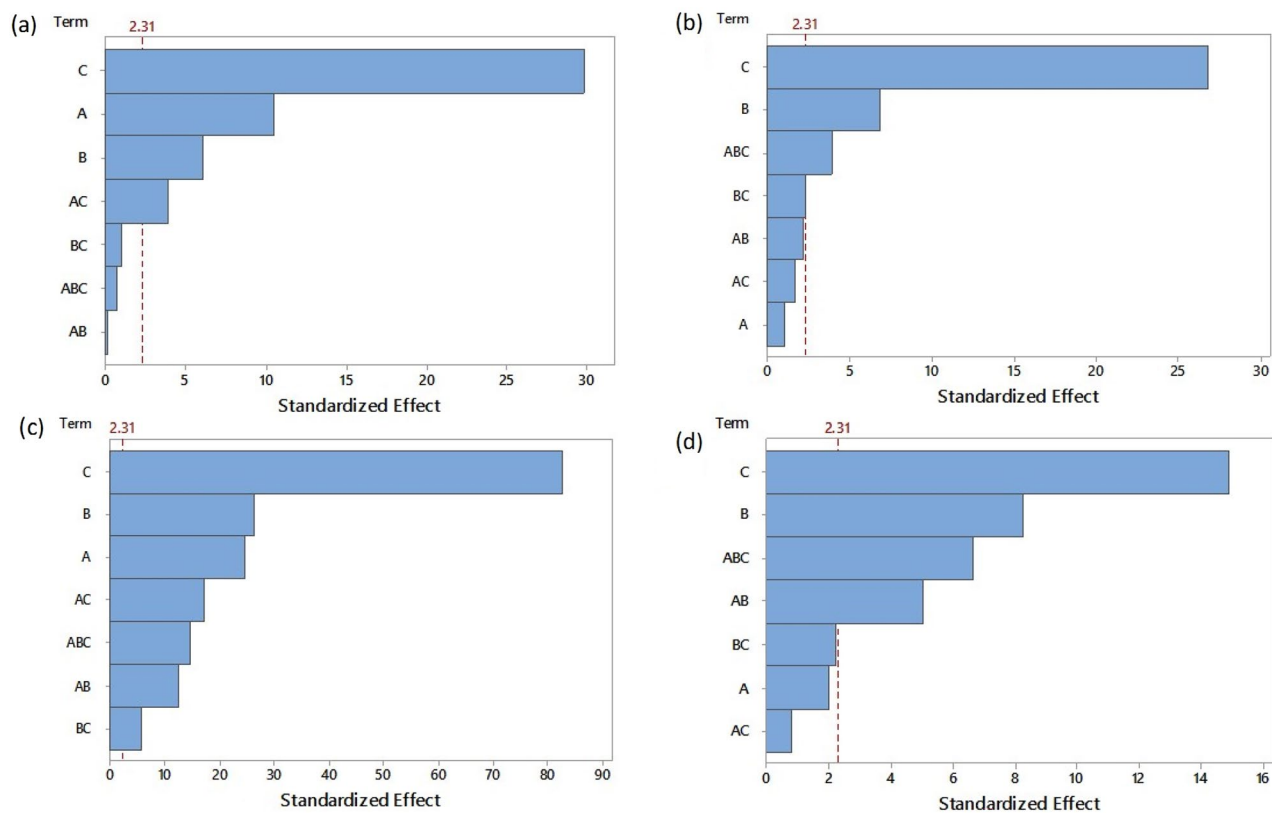 (a)
Term
2.31
C
A
B
AC
BC
ABC
AB
0 5 10 15 20 25 30
Standardized Effect
(b)
Term
2.31
C
B
ABC
BC
AB
AC
A
0 5 10 15 20 25 30
Standardized Effect
(c)
Term
2.31
C
B
A
AC
ABC
AB
BC
0 10 20 30 40 50 60 70 80 90
Standardized Effect
(d)
Term
2.31
C
B
ABC
AB
BC
A
AC
0 2 4 6 8 10 12 14 16
Standardized Effect